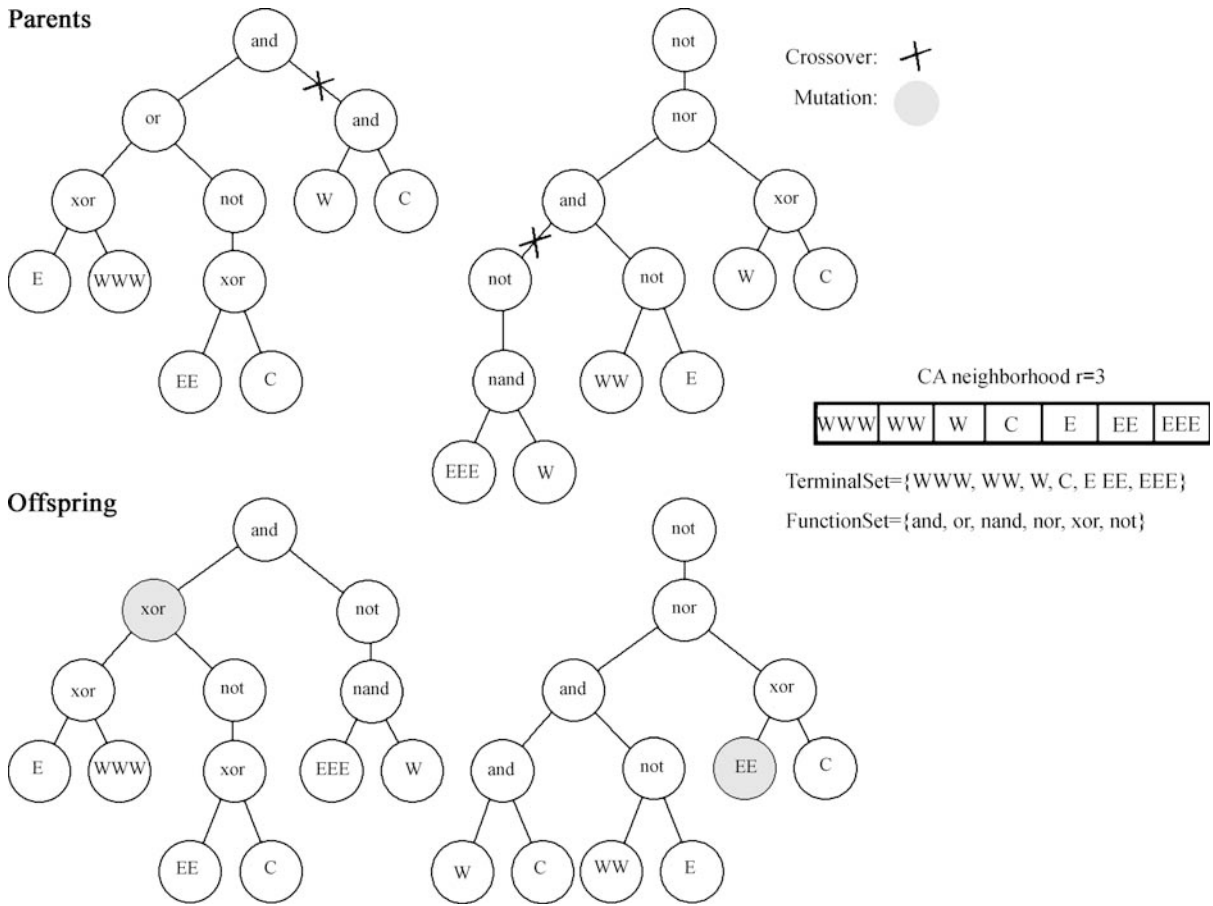 Parents
and
not
Crossover:
Mutation:
or
and
nor
xor
not
W
C
and
xor
E
WWW
xor
not
not
W
C
EE
C
nand
WW
E
EEE
W
CA neighborhood r=3
WWW WW W C E EE EEE
TerminalSet={WWW, WW, W, C, E EE, EEE}
FunctionSet={and, or, nand, nor, xor, not}
Offspring
and
not
xor
not
nor
xor
not
nand
and
xor
E
WWW
xor
EEE
W
and
not
EE
C
EE
C
W
C
WW
E